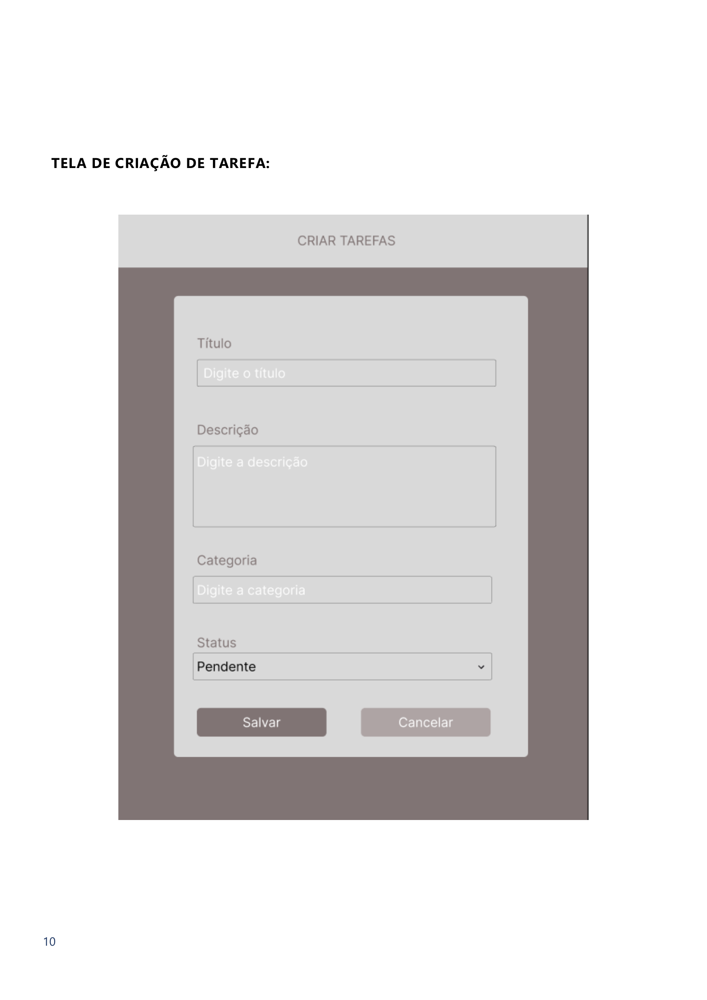 TELA DE CRIAÇÃO DE TAREFA:
CRIAR TAREFAS
Título
Digite o título
Descrição
Digite a descrição
Categoria
Digite a categoria
Status
Pendente
Salvar
Cancelar
10